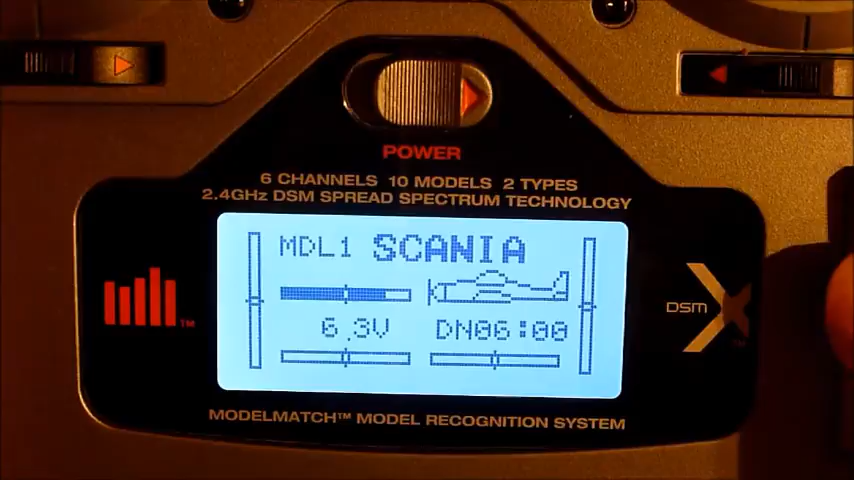 POWER
6 CHANNELS 10 MODELS 2 TYPES
2.4GHz DSM SPREAD SPECTRUM TECHNOLOGY
MDL1 SCANIA
6.3V DN06:00
TM
DSM X
MODELMATCH™ MODEL RECOGNITION SYSTEM